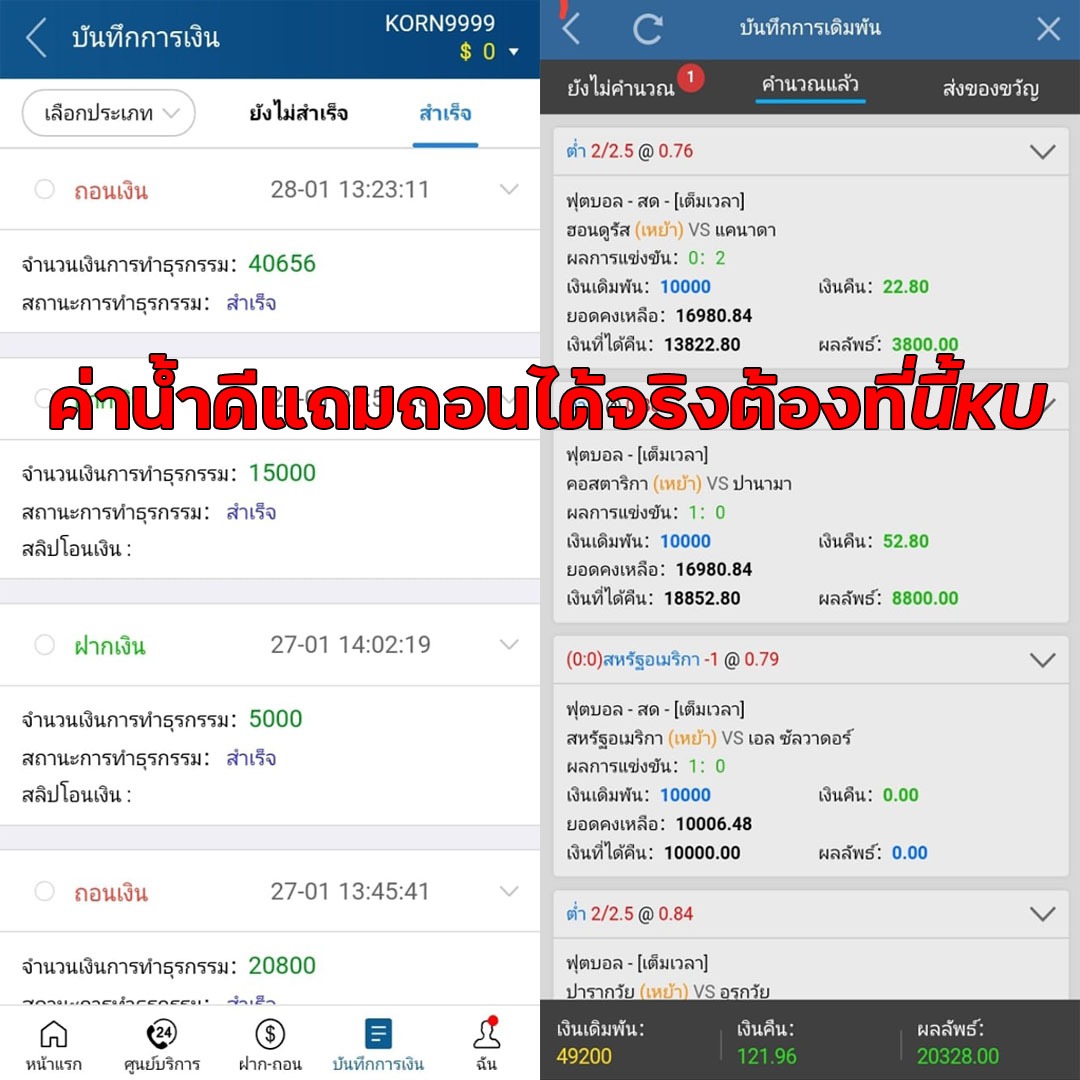 บันทึกการเงิน
KORN9999
$ 0
เลือกประเภท
ยังไม่สำเร็จ
สำเร็จ
ถอนเงิน 28-01 13:23:11
จำนวนเงินการทำธุรกรรม: 40656
สถานะการทำธุรกรรม: สำเร็จ
ค่าน้ำดีแถมถอนได้จริงต้องที่นี้KU
จำนวนเงินการทำธุรกรรม: 15000
สถานะการทำธุรกรรม: สำเร็จ
สลิปโอนเงิน :
ฝากเงิน 27-01 14:02:19
จำนวนเงินการทำธุรกรรม: 5000
สถานะการทำธุรกรรม: สำเร็จ
สลิปโอนเงิน :
ถอนเงิน 27-01 13:45:41
จำนวนเงินการทำธุรกรรม: 20800
สถานะการทำธุรกรรม: สำเร็จ
หน้าแรก
24
ศูนย์บริการ
ฝาก-ถอน
บันทึกการเงิน
ฉัน
บันทึกการเดิมพัน
ยังไม่คำนวณ 1
คำนวณแล้ว
ส่งของขวัญ
ต่ำ 2/2.5 @ 0.76
ฟุตบอล - สด - [เต็มเวลา]
ฮอนดูรัส (เหย้า) VS แคนาดา
ผลการแข่งขัน: 0: 2
เงินเดิมพัน: 10000 เงินคืน: 22.80
ยอดคงเหลือ: 16980.84
เงินที่ได้คืน: 13822.80 ผลลัพธ์: 3800.00
ฟุตบอล - [เต็มเวลา]
คอสตาริกา (เหย้า) VS ปานามา
ผลการแข่งขัน: 1: 0
เงินเดิมพัน: 10000 เงินคืน: 52.80
ยอดคงเหลือ: 16980.84
เงินที่ได้คืน: 18852.80 ผลลัพธ์: 8800.00
(0:0)สหรัฐอเมริกา -1 @ 0.79
ฟุตบอล - สด - [เต็มเวลา]
สหรัฐอเมริกา (เหย้า) VS เอล ซัลวาดอร์
ผลการแข่งขัน: 1: 0
เงินเดิมพัน: 10000 เงินคืน: 0.00
ยอดคงเหลือ: 10006.48
เงินที่ได้คืน: 10000.00 ผลลัพธ์: 0.00
ต่ำ 2/2.5 @ 0.84
ฟุตบอล - [เต็มเวลา]
ปารากวัย (เหย้า) VS อุรุกวัย
เงินเดิมพัน: เงินคืน: ผลลัพธ์:
49200 121.96 20328.00